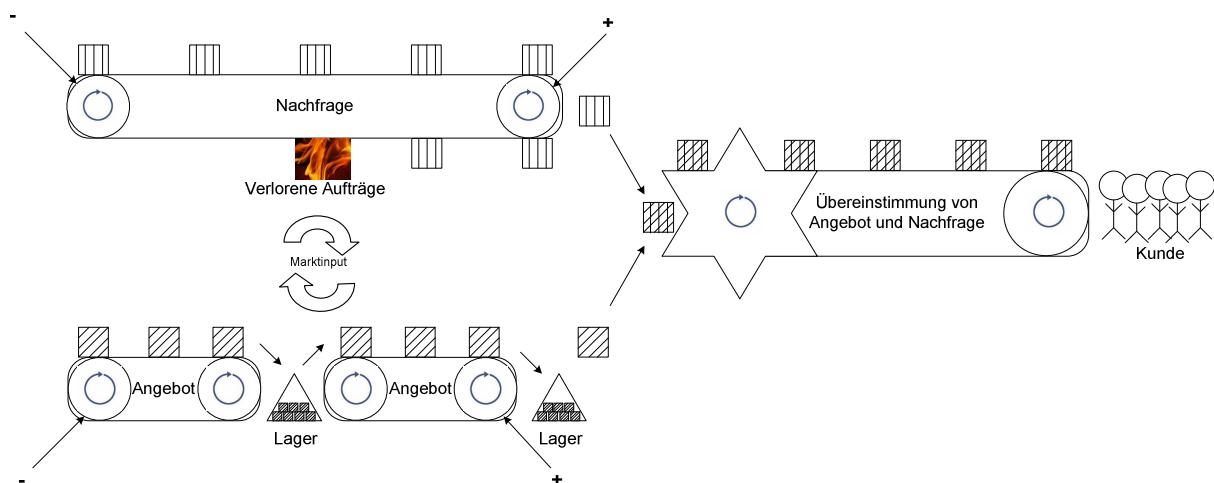 -
+
Nachfrage
Verlorene Aufträge
Marktinput
Übereinstimmung von
Angebot und Nachfrage
Kunde
Angebot
Angebot
Lager
Lager
-
+